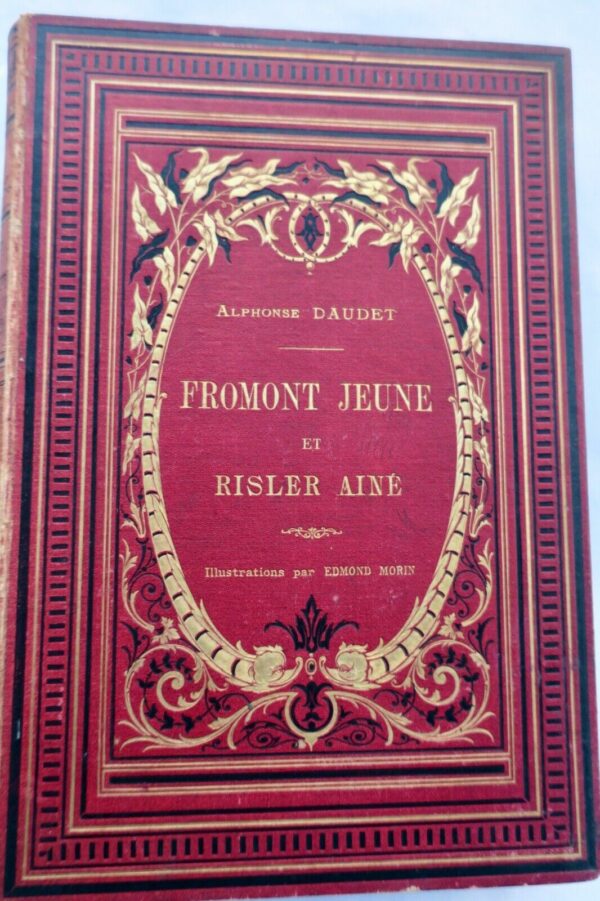 ALPHONSE DAUDET
FROMONT JEUNE
ET
RISLER AINÉ
Illustrations par EDMOND MORIN